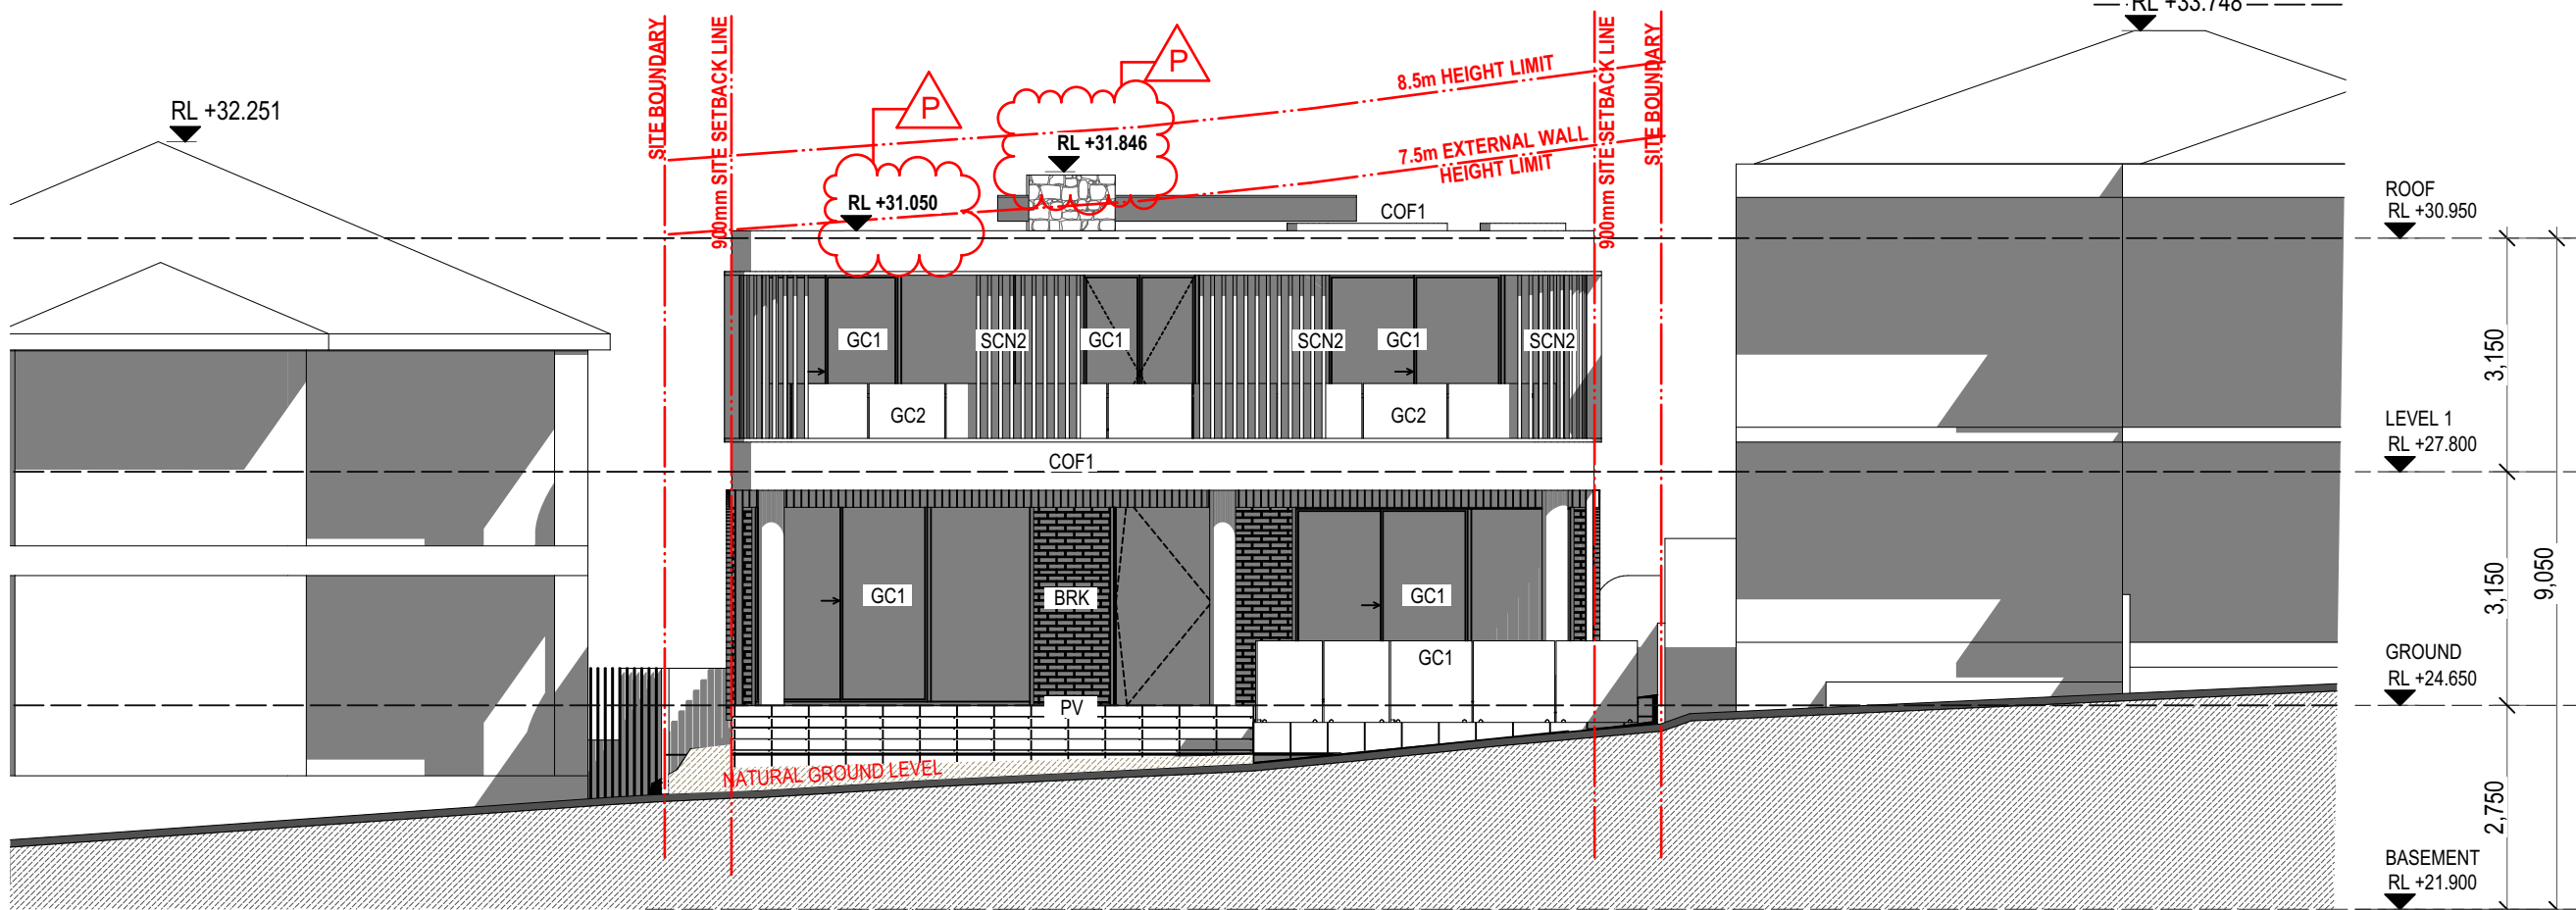 RL +33.748
SITE BOUNDARY
900mm SITE SETBACK LINE
900mm SITE SETBACK LINE
SITE BOUNDARY
P
P
8.5m HEIGHT LIMIT
RL +32.251
RL +31.846
7.5m EXTERNAL WALL
HEIGHT LIMIT
RL +31.050
COF1
ROOF
RL +30.950
GC1
SCN2
GC1
SCN2
GC1
SCN2
3,150
GC2
GC2
LEVEL 1
RL +27.800
COF1
GC1
BRK
GC1
3,150
9,050
GC1
GROUND
RL +24.650
PV
NATURAL GROUND LEVEL
2,750
BASEMENT
RL +21.900